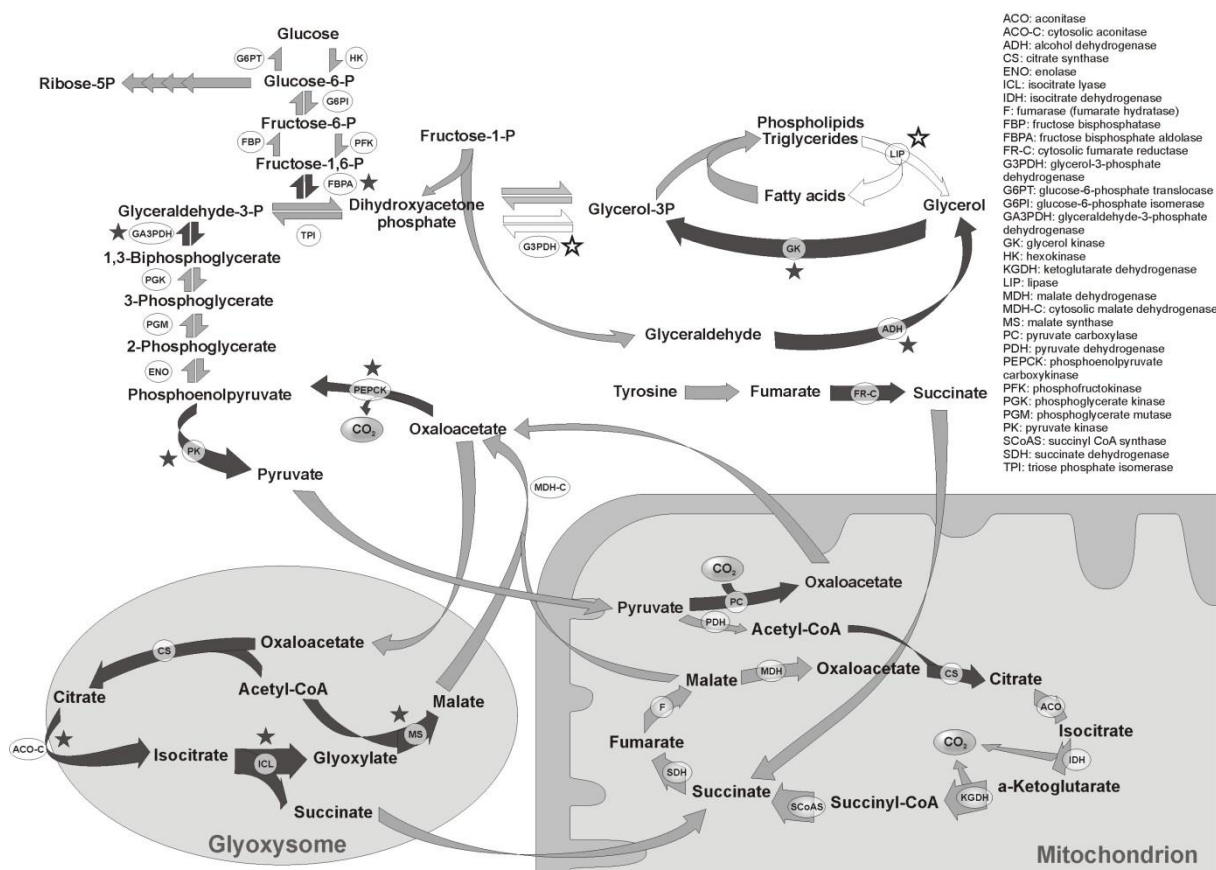 Glucose
G6PT
HK
Ribose-5P
Glucose-6-P
G6PI
Fructose-6-P
FBP
PFK
Fructose-1,6-P
FBPA
Glyceraldehyde-3-P
TPI
Dihydroxyacetone
phosphate
Fructose-1-P
GA3PDH
1,3-Biphosphoglycerate
PGK
3-Phosphoglycerate
PGM
2-Phosphoglycerate
ENO
Phosphoenolpyruvate
PK
Pyruvate
PEPCK
CO2
Oxaloacetate
MDH-C
G3PDH
Glycerol-3P
Phospholipids
Triglycerides
LIP
Fatty acids
Glycerol
GK
Glyceraldehyde
ADH
Tyrosine
Fumarate
FR-C
Succinate
ACO: aconitase
ACO-C: cytosolic aconitase
ADH: alcohol dehydrogenase
CS: citrate synthase
ENO: enolase
ICL: isocitrate lyase
IDH: isocitrate dehydrogenase
F: fumarase (fumarate hydratase)
FBP: fructose bisphosphatase
FBPA: fructose bisphosphate aldolase
FR-C: cytosolic fumarate reductase
G3PDH: glycerol-3-phosphate
dehydrogenase
G6PT: glucose-6-phosphate translocase
G6PI: glucose-6-phosphate isomerase
GA3PDH: glyceraldehyde-3-phosphate
dehydrogenase
GK: glycerol kinase
HK: hexokinase
KGDH: ketoglutarate dehydrogenase
LIP: lipase
MDH: malate dehydrogenase
MDH-C: cytosolic malate dehydrogenase
MS: malate synthase
PC: pyruvate carboxylase
PDH: pyruvate dehydrogenase
PEPCK: phosphoenolpyruvate
carboxykinase
PFK: phosphofructokinase
PGK: phosphoglycerate kinase
PGM: phosphoglycerate mutase
PK: pyruvate kinase
SCoAS: succinyl CoA synthase
SDH: succinate dehydrogenase
TPI: triose phosphate isomerase
Oxaloacetate
CS
Citrate
Acetyl-CoA
Malate
MS
ACO-C
Isocitrate
ICL
Glyoxylate
Succinate
Glyoxysome
CO2
Oxaloacetate
Pyruvate
PC
PDH
Acetyl-CoA
Malate
MDH
Oxaloacetate
CS
Citrate
F
ACO
Fumarate
Isocitrate
CO2
IDH
SDH
Succinate
SCoAS
Succinyl-CoA
KGDH
a-Ketoglutarate
Mitochondrion